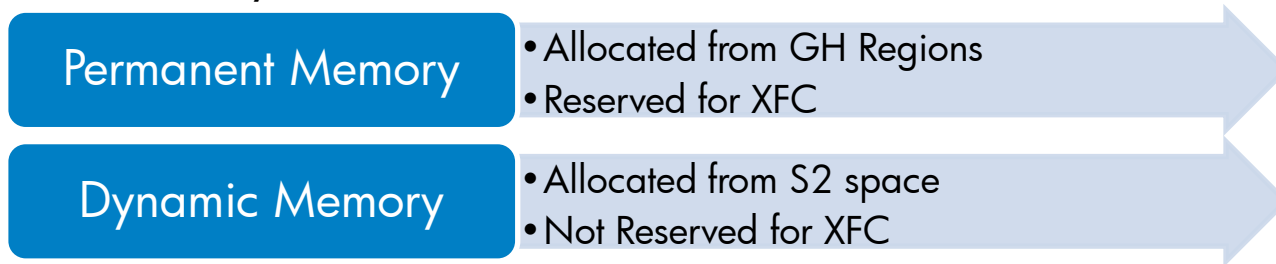 Permanent Memory
•Allocated from GH Regions
•Reserved for XFC
Dynamic Memory
•Allocated from S2 space
•Not Reserved for XFC